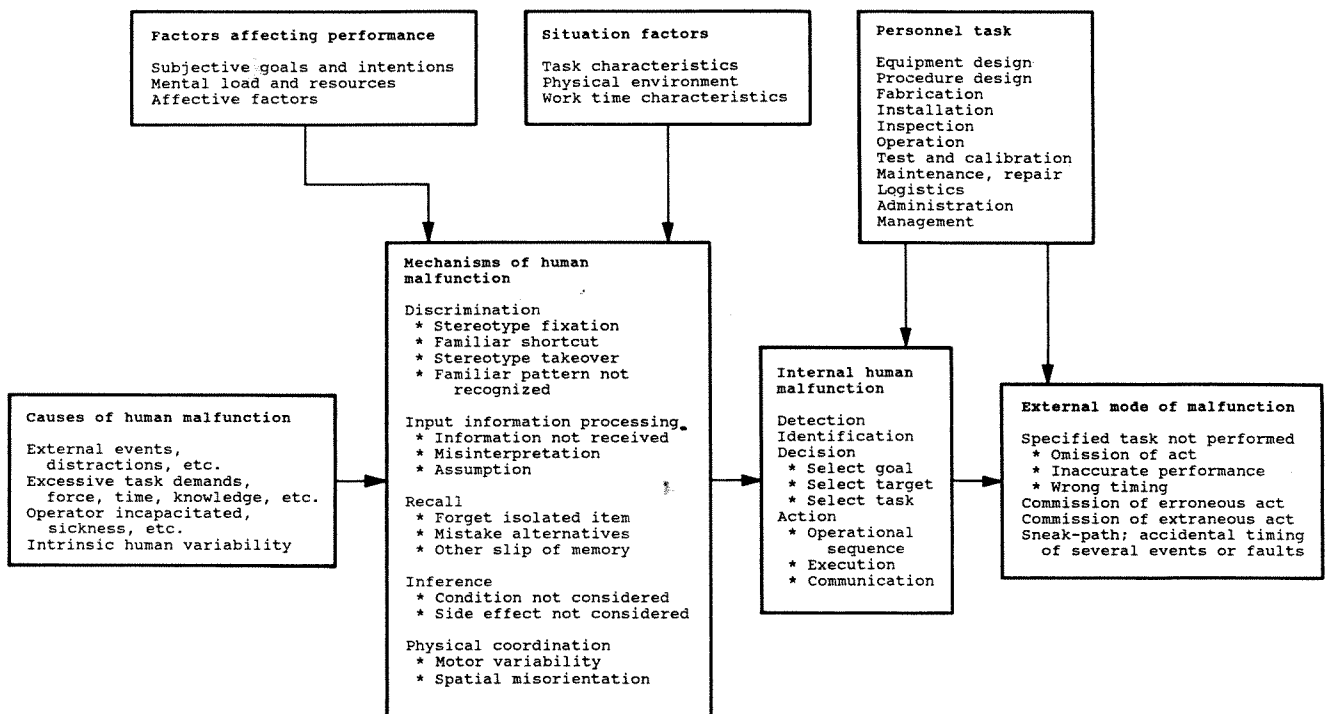 Factors affecting performance
Subjective goals and intentions
Mental load and resources
Affective factors
Situation factors
Task characteristics
Physical environment
Work time characteristics
Personnel task
Equipment design
Procedure design
Fabrication
Installation
Inspection
Operation
Test and calibration
Maintenance, repair
Logistics
Administration
Management
Causes of human malfunction
External events,
distractions, etc.
Excessive task demands,
force, time, knowledge, etc.
Operator incapacitated,
sickness, etc.
Intrinsic human variability
Mechanisms of human
malfunction
Discrimination
* Stereotype fixation
* Familiar shortcut
* Stereotype takeover
* Familiar pattern not
recognized
Input information processing
* Information not received
* Misinterpretation
* Assumption
Recall
* Forget isolated item
* Mistake alternatives
* Other slip of memory
Inference
* Condition not considered
* Side effect not considered
Physical coordination
* Motor variability
* Spatial misorientation
Internal human
malfunction
Detection
Identification
Decision
* Select goal
* Select target
* Select task
Action
* Operational
sequence
* Execution
* Communication
External mode of malfunction
Specified task not performed
* Omission of act
* Inaccurate performance
* Wrong timing
Commission of erroneous act
Commission of extraneous act
Sneak-path; accidental timing
of several events or faults